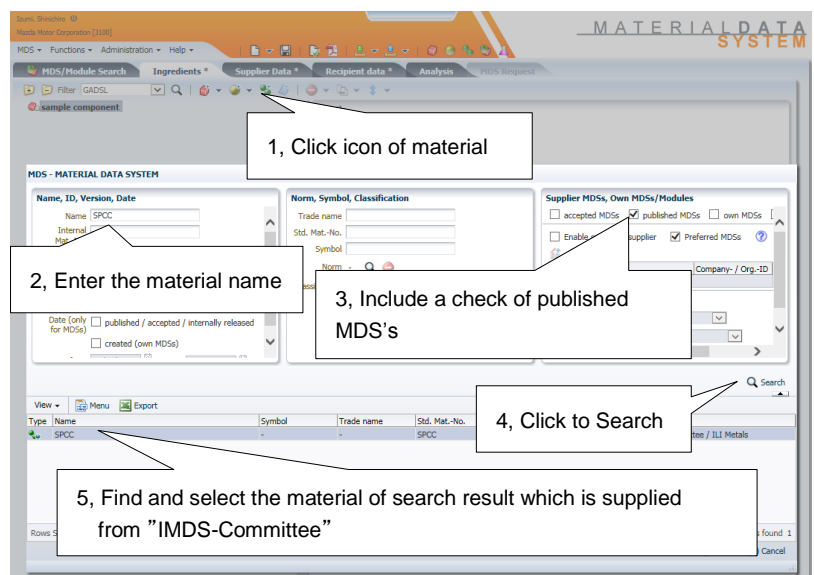 Izumi, Shinichiro
Mazda Motor Corporation [3180]
MATERIAL DATA
SYSTEM
MDS Functions Administration Help
MDS/Module Search Ingredients * Supplier Data * Recipient data * Analysis MDS Request
Filter GADSL
sample component
1, Click icon of material
MDS - MATERIAL DATA SYSTEM
Name, ID, Version, Date
Norm, Symbol, Classification
Supplier MDSs, Own MDSs/Modules
Name SPCC
Trade name
accepted MDSs published MDSs own MDSs
Internal
Std. Mat.-No.
Symbol
Enable supplier Preferred MDSs
Norm -
2, Enter the material name
3, Include a check of published
MDS's
Company- / Org.-ID
Date (only
for MDSs)
published / accepted / internally released
created (own MDSs)
Search
4, Click to Search
View Menu Export
Type Name Symbol Trade name Std. Mat.-No.
SPCC - - SPCC tee / ILI Metals
5, Find and select the material of search result which is supplied
from "IMDS-Committee"
Rows S found 1
Cancel